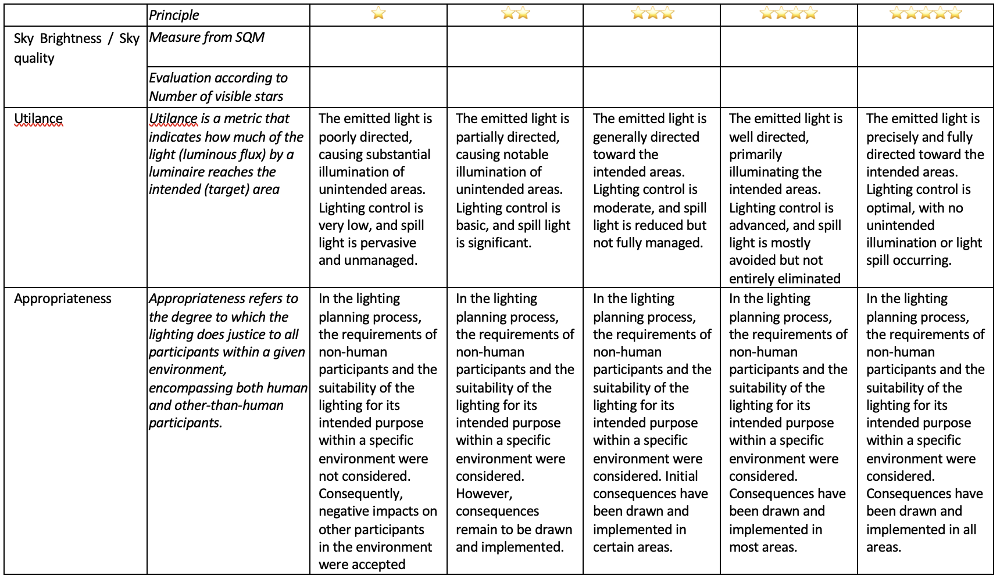 Principle
⭐
⭐⭐
⭐⭐⭐
⭐⭐⭐⭐
⭐⭐⭐⭐⭐
Sky Brightness / Sky
quality
Measure from SQM
Evaluation according to
Number of visible stars
Utilance
Utilance is a metric that
indicates how much of the
light (luminous flux) by a
luminaire reaches the
intended (target) area
The emitted light is
poorly directed,
causing substantial
illumination of
unintended areas.
Lighting control is
very low, and spill
light is pervasive
and unmanaged.
The emitted light is
partially directed,
causing notable
illumination of
unintended areas.
Lighting control is
basic, and spill light
is significant.
The emitted light is
generally directed
toward the
intended areas.
Lighting control is
moderate, and spill
light is reduced but
not fully managed.
The emitted light is
well directed,
primarily
illuminating the
intended areas.
Lighting control is
advanced, and spill
light is mostly
avoided but not
entirely eliminated
The emitted light is
precisely and fully
directed toward the
intended areas.
Lighting control is
optimal, with no
unintended
illumination or light
spill occurring.
Appropriateness
Appropriateness refers to
the degree to which the
lighting does justice to all
participants within a given
environment,
encompassing both human
and other-than-human
participants.
In the lighting
planning process,
the requirements of
non-human
participants and the
suitability of the
lighting for its
intended purpose
within a specific
environment were
not considered.
Consequently,
negative impacts on
other participants
in the environment
were accepted
In the lighting
planning process,
the requirements of
non-human
participants and the
suitability of the
lighting for its
intended purpose
within a specific
environment were
considered.
However,
consequences
remain to be drawn
and implemented.
In the lighting
planning process,
the requirements of
non-human
participants and the
suitability of the
lighting for its
intended purpose
within a specific
environment were
considered. Initial
consequences have
been drawn and
implemented in
certain areas.
In the lighting
planning process,
the requirements of
non-human
participants and the
suitability of the
lighting for its
intended purpose
within a specific
environment were
considered.
Consequences have
been drawn and
implemented in
most areas.
In the lighting
planning process,
the requirements of
non-human
participants and the
suitability of the
lighting for its
intended purpose
within a specific
environment were
considered.
Consequences have
been drawn and
implemented in all
areas.